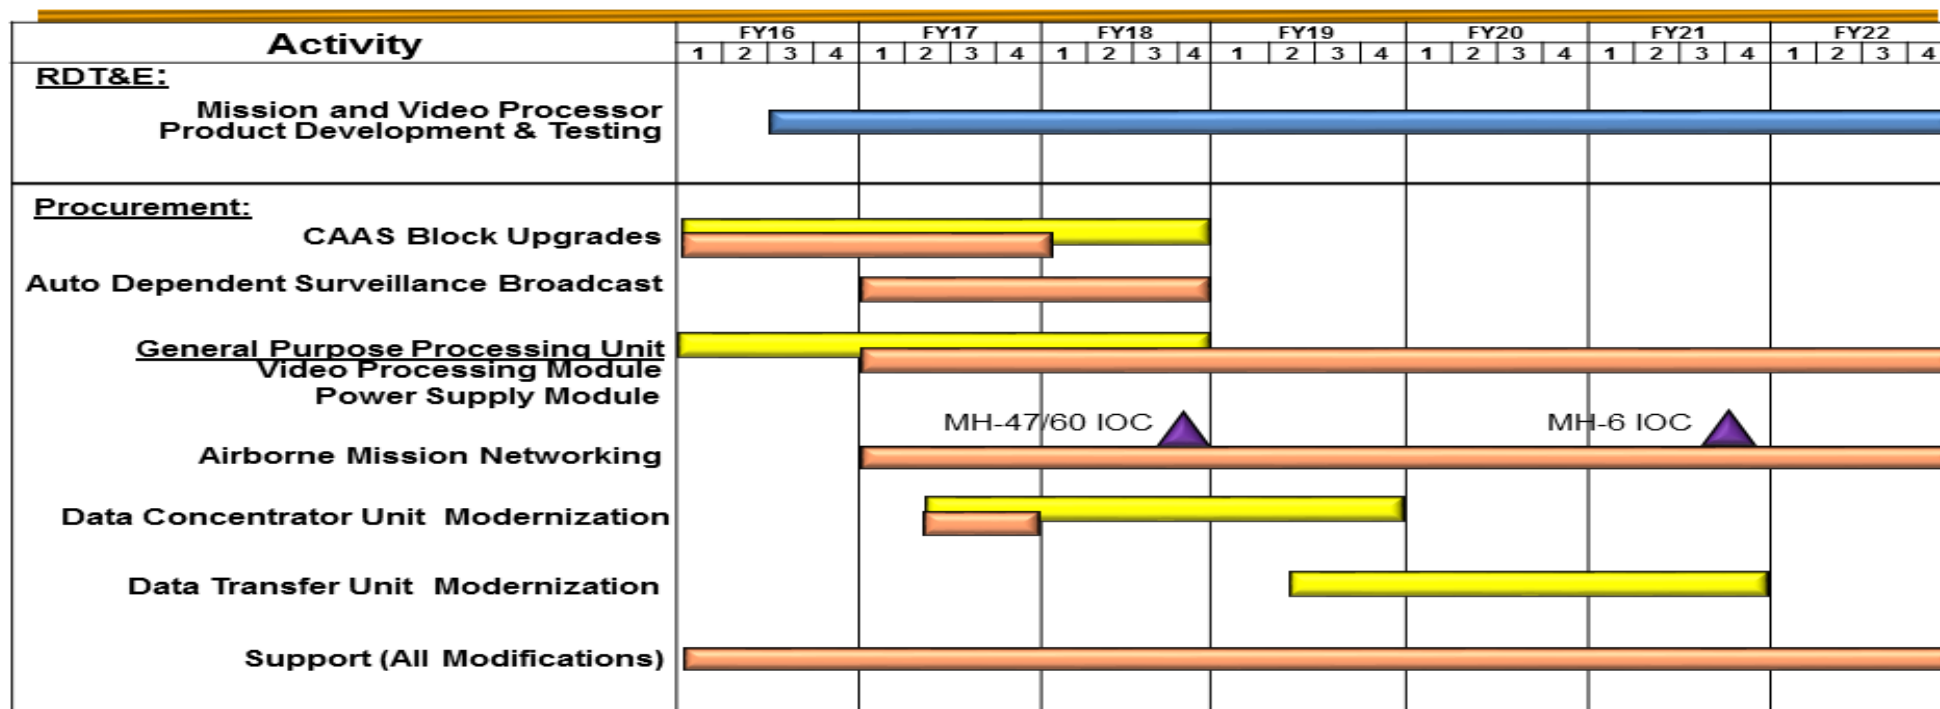 Activity
FY16 FY17 FY18 FY19 FY20 FY21 FY22
1 2 3 4 1 2 3 4 1 2 3 4 1 2 3 4 1 2 3 4 1 2 3 4 1 2 3 4
RDT&E:
Mission and Video Processor
Product Development & Testing
Procurement:
CAAS Block Upgrades
Auto Dependent Surveillance Broadcast
General Purpose Processing Unit
Video Processing Module
Power Supply Module
MH-47/60 IOC MH-6 IOC
Airborne Mission Networking
Data Concentrator Unit Modernization
Data Transfer Unit Modernization
Support (All Modifications)